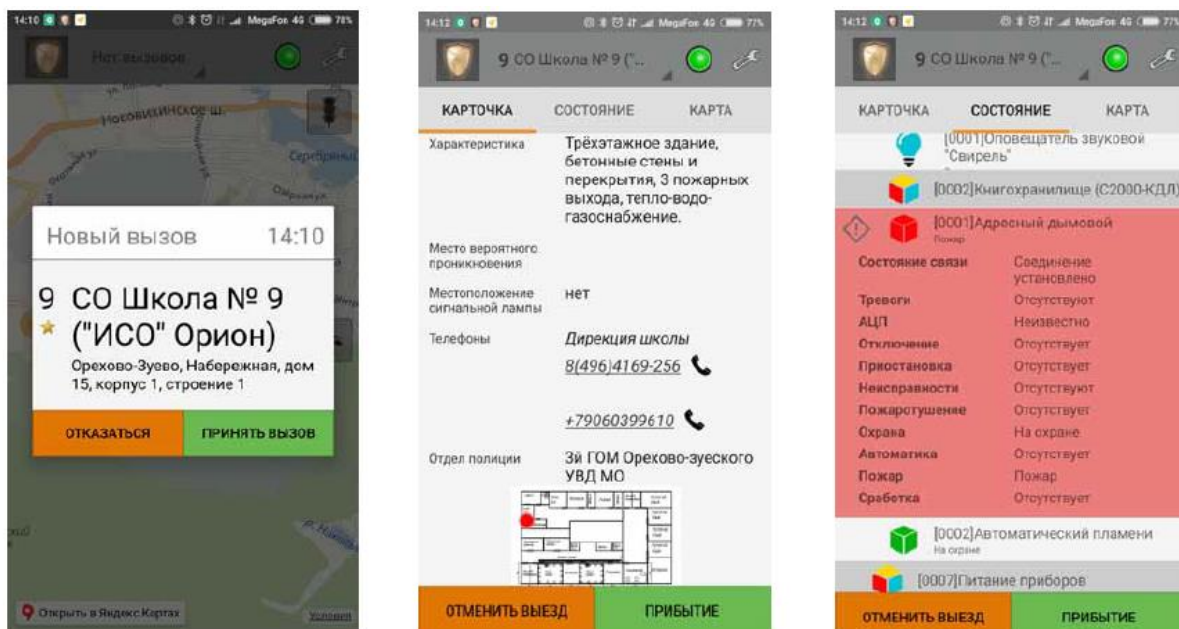 14:10
MegaFon 4G 78%
Нет вызовов
Носовихинское ш.
Озёрная ул.
Новый вызов 14:10
9 СО Школа № 9
("ИСО" Орион)
Орехово-Зуево, Набережная, дом
15, корпус 1, строение 1
ОТКАЗАТЬСЯ ПРИНЯТЬ ВЫЗОВ
Открыть в Яндекс.Картах
Условия
14:12 MegaFon 4G 77%
9 СО Школа № 9 ("...
КАРТОЧКА СОСТОЯНИЕ КАРТА
Характеристика Трёхэтажное здание,
бетонные стены и
перекрытия, 3 пожарных
выхода, тепло-водо-
газоснабжение.
Место вероятного
проникновения
Местоположение нет
сигнальной лампы
Телефоны Дирекция школы
8(496)4169-256
+79060399610
Отдел полиции 3й ГОМ Орехово-зуеского
УВД МО
ОТМЕНИТЬ ВЫЕЗД ПРИБЫТИЕ
14:12 MegaFon 4G 77%
9 СО Школа № 9 ("...
КАРТОЧКА СОСТОЯНИЕ КАРТА
[0001]Оповещатель звуковой
"Свирель"
[0002]Книгохранилище (С2000-КДЛ)
[0001]Адресный дымовой
Пожар
Состояние связи Соединение
установлено
Тревоги Отсутствуют
АЦП Неизвестно
Отключение Отсутствует
Приостановка Отсутствует
Неисправности Отсутствуют
Пожаротушение Отсутствует
Охрана На охране
Автоматика Отсутствует
Пожар Пожар
Сработка Отсутствует
[0002]Автоматический пламени
На охране
[0007]Питание приборов
ОТМЕНИТЬ ВЫЕЗД ПРИБЫТИЕ